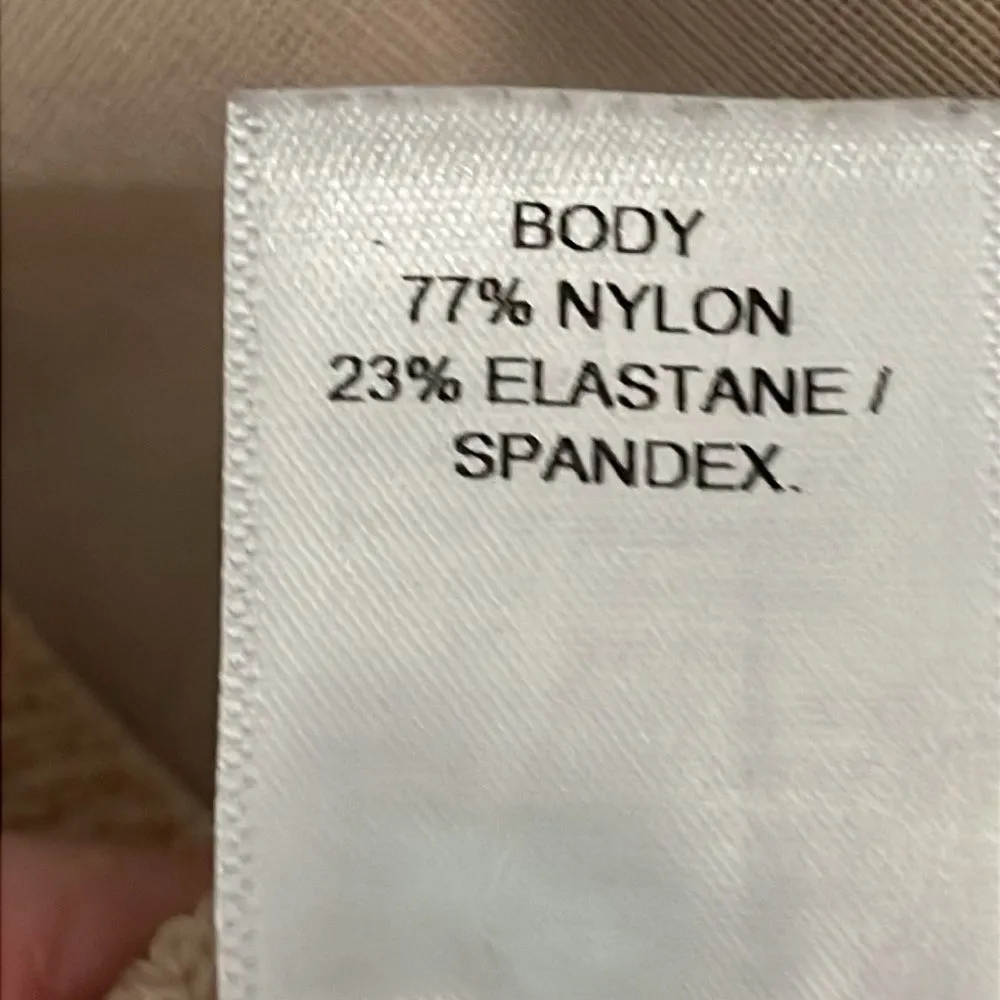 BODY
77% NYLON
23% ELASTANE /
SPANDEX.